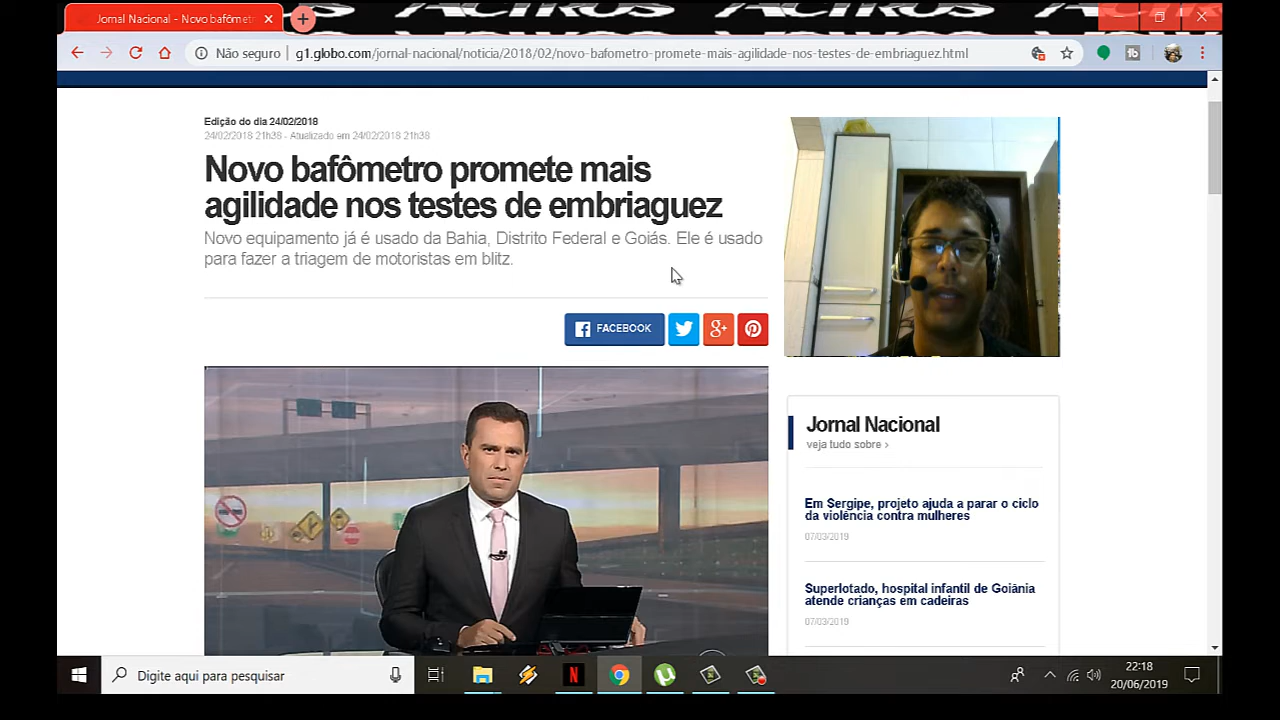 Jornal Nacional - Novo bafômetr
Não seguro
g1.globo.com/jornal-nacional/noticia/2018/02/novo-bafometro-promete-mais-agilidade-nos-testes-de-embriaguez.html
Edição do dia 24/02/2018
24/02/2018 21h38 - Atualizado em 24/02/2018 21h38
Novo bafômetro promete mais
agilidade nos testes de embriaguez
Novo equipamento já é usado da Bahia, Distrito Federal e Goiás. Ele é usado
para fazer a triagem de motoristas em blitz.
FACEBOOK
Jornal Nacional
veja tudo sobre >
Em Sergipe, projeto ajuda a parar o ciclo
da violência contra mulheres
07/03/2019
Superlotado, hospital infantil de Goiânia
atende crianças em cadeiras
07/03/2019
Digite aqui para pesquisar
22:18
20/06/2019